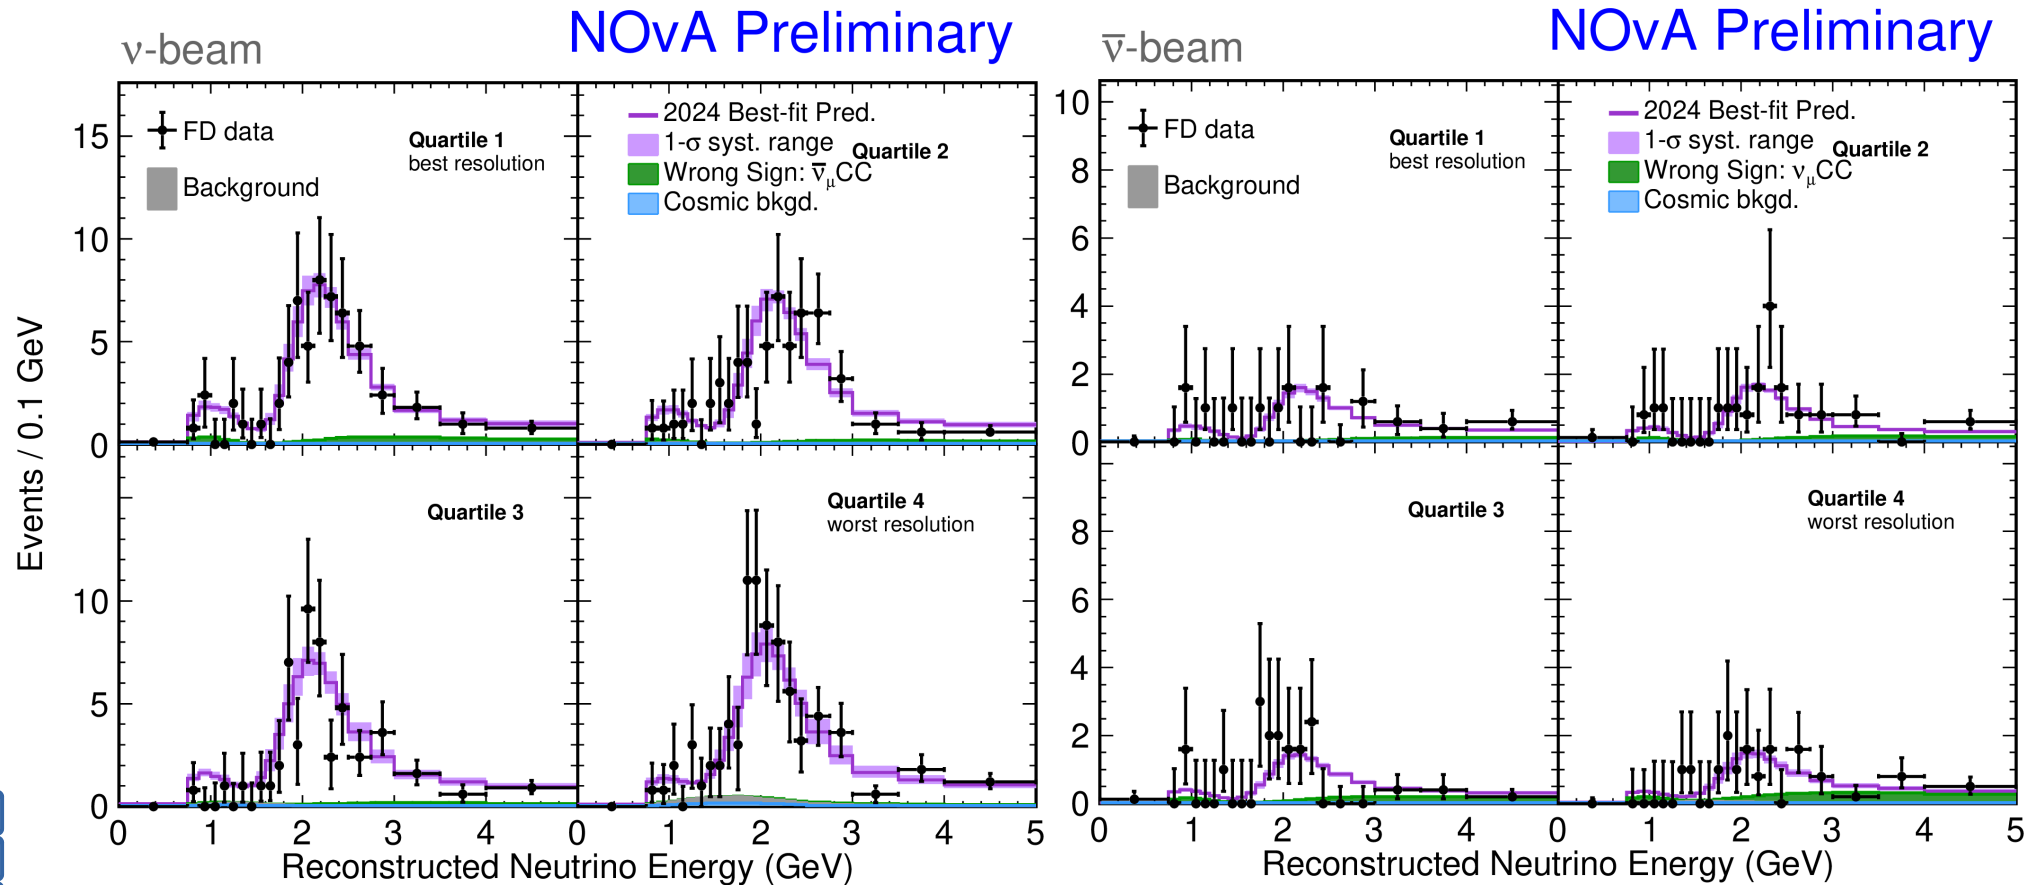 ν-beam
NOvA Preliminary
FD data
Background
Quartile 1
best resolution
2024 Best-fit Pred.
1-σ syst. range
Quartile 2
Wrong Sign: ν̅μCC
Cosmic bkgd.
15
10
5
0
Quartile 3
Quartile 4
worst resolution
10
5
0
0 1 2 3 4 0 1 2 3 4 5
Events / 0.1 GeV
Reconstructed Neutrino Energy (GeV)
ν̅-beam
NOvA Preliminary
FD data
Background
Quartile 1
best resolution
2024 Best-fit Pred.
1-σ syst. range
Quartile 2
Wrong Sign: νμCC
Cosmic bkgd.
10
8
6
4
2
0
Quartile 3
Quartile 4
worst resolution
8
6
4
2
0
0 1 2 3 4 0 1 2 3 4 5
Reconstructed Neutrino Energy (GeV)